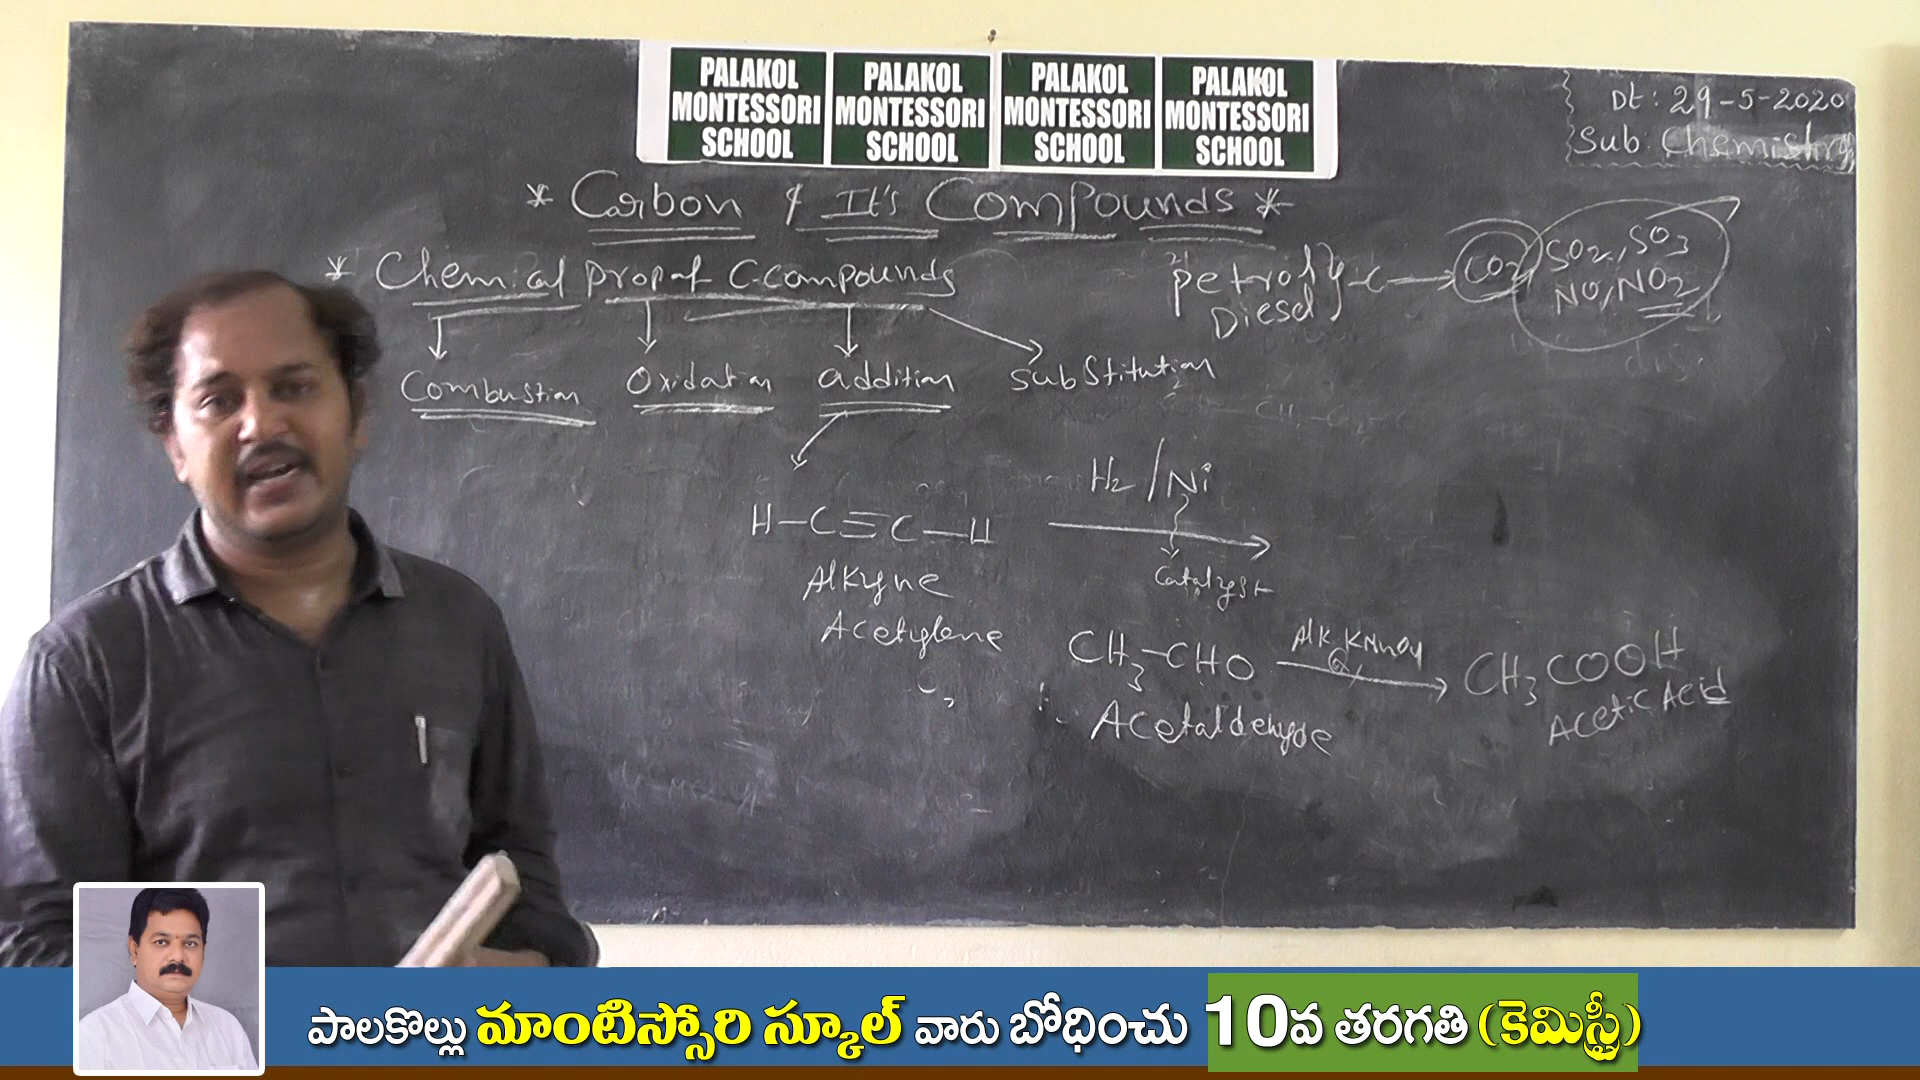 PALAKOL MONTESSORI SCHOOL
PALAKOL MONTESSORI SCHOOL
PALAKOL MONTESSORI SCHOOL
PALAKOL MONTESSORI SCHOOL
Dt: 29-5-2020
Sub: Chemistry
* Carbon & It's Compounds *
* Chemical prop of C-compounds
Petrol
Diesel } C → CO2, SO2, SO3
NO, NO2
Combustion Oxidation addition substitution
H-C≡C-H
H2/Ni
catalyst
Alkyne
Acetylene
CH3-CHO Alk KMnO4 → CH3COOH
Acetaldehyde
Acetic Acid
పాలకొల్లు మాంటిస్సోరి స్కూల్ వారు బోధించు 10వ తరగతి (కెమిస్ట్రీ)